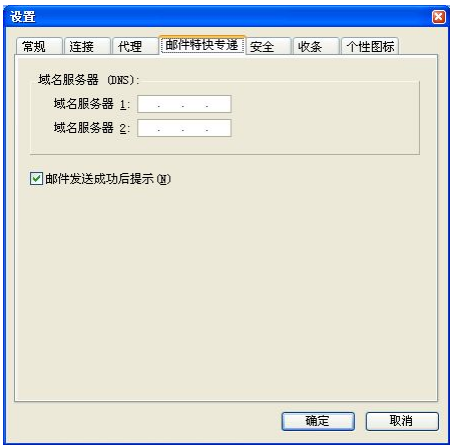 设置
常规 连接 代理 邮件特快专递 安全 收条 个性图标
域名服务器 (DNS):
域名服务器 1: . . .
域名服务器 2: . . .
邮件发送成功后提示(N)
确定 取消